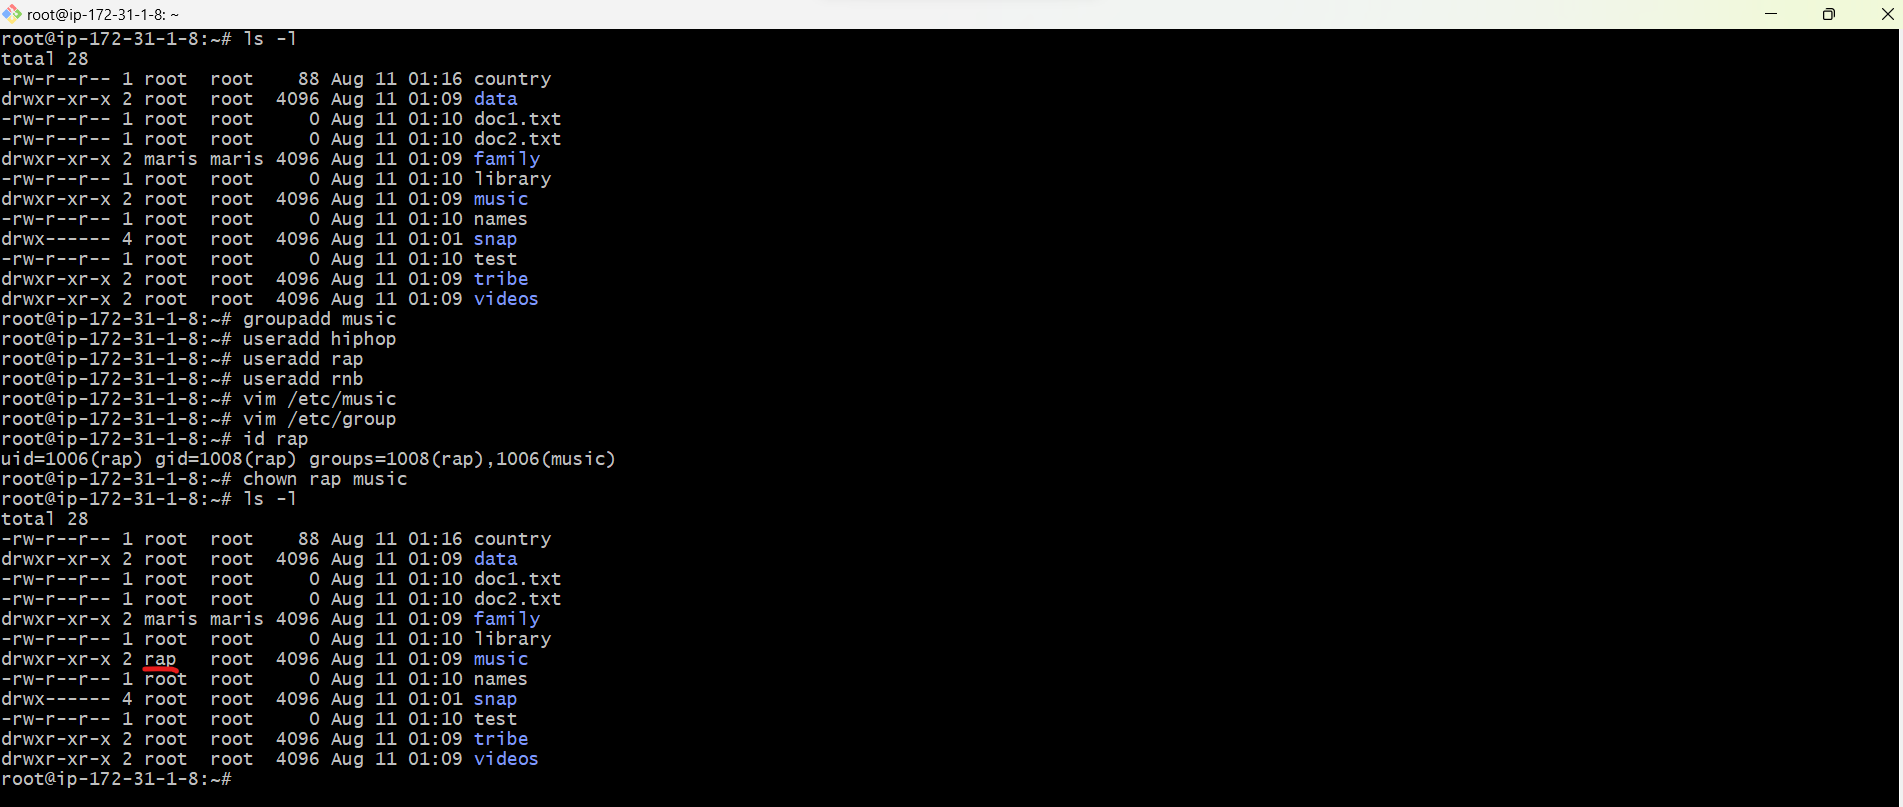 root@ip-172-31-1-8: ~
root@ip-172-31-1-8:~# ls -l
total 28
-rw-r--r-- 1 root  root    88 Aug 11 01:16 country
drwxr-xr-x 2 root  root  4096 Aug 11 01:09 data
-rw-r--r-- 1 root  root     0 Aug 11 01:10 doc1.txt
-rw-r--r-- 1 root  root     0 Aug 11 01:10 doc2.txt
drwxr-xr-x 2 maris maris 4096 Aug 11 01:09 family
-rw-r--r-- 1 root  root     0 Aug 11 01:10 library
drwxr-xr-x 2 root  root  4096 Aug 11 01:09 music
-rw-r--r-- 1 root  root     0 Aug 11 01:10 names
drwx------ 4 root  root  4096 Aug 11 01:01 snap
-rw-r--r-- 1 root  root     0 Aug 11 01:10 test
drwxr-xr-x 2 root  root  4096 Aug 11 01:09 tribe
drwxr-xr-x 2 root  root  4096 Aug 11 01:09 videos
root@ip-172-31-1-8:~# groupadd music
root@ip-172-31-1-8:~# useradd hiphop
root@ip-172-31-1-8:~# useradd rap
root@ip-172-31-1-8:~# useradd rnb
root@ip-172-31-1-8:~# vim /etc/music
root@ip-172-31-1-8:~# vim /etc/group
root@ip-172-31-1-8:~# id rap
uid=1006(rap) gid=1008(rap) groups=1008(rap),1006(music)
root@ip-172-31-1-8:~# chown rap music
root@ip-172-31-1-8:~# ls -l
total 28
-rw-r--r-- 1 root  root    88 Aug 11 01:16 country
drwxr-xr-x 2 root  root  4096 Aug 11 01:09 data
-rw-r--r-- 1 root  root     0 Aug 11 01:10 doc1.txt
-rw-r--r-- 1 root  root     0 Aug 11 01:10 doc2.txt
drwxr-xr-x 2 maris maris 4096 Aug 11 01:09 family
-rw-r--r-- 1 root  root     0 Aug 11 01:10 library
drwxr-xr-x 2 rap   root  4096 Aug 11 01:09 music
-rw-r--r-- 1 root  root     0 Aug 11 01:10 names
drwx------ 4 root  root  4096 Aug 11 01:01 snap
-rw-r--r-- 1 root  root     0 Aug 11 01:10 test
drwxr-xr-x 2 root  root  4096 Aug 11 01:09 tribe
drwxr-xr-x 2 root  root  4096 Aug 11 01:09 videos
root@ip-172-31-1-8:~#